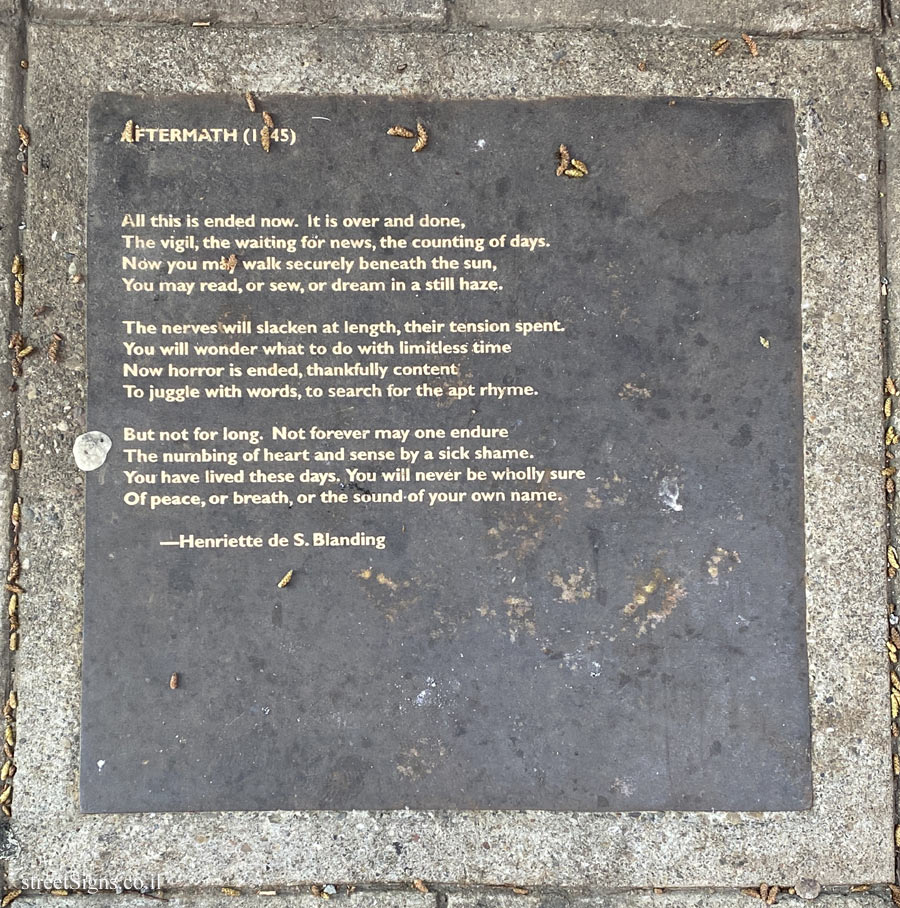 AFTERMATH (1945)
All this is ended now. It is over and done,
The vigil, the waiting for news, the counting of days.
Now you may walk securely beneath the sun,
You may read, or sew, or dream in a still haze.
The nerves will slacken at length, their tension spent.
You will wonder what to do with limitless time
Now horror is ended, thankfully content
To juggle with words, to search for the apt rhyme.
But not for long. Not forever may one endure
The numbing of heart and sense by a sick shame.
You have lived these days. You will never be wholly sure
Of peace, or breath, or the sound of your own name.
—Henriette de S. Blanding
streetSigns.co.il